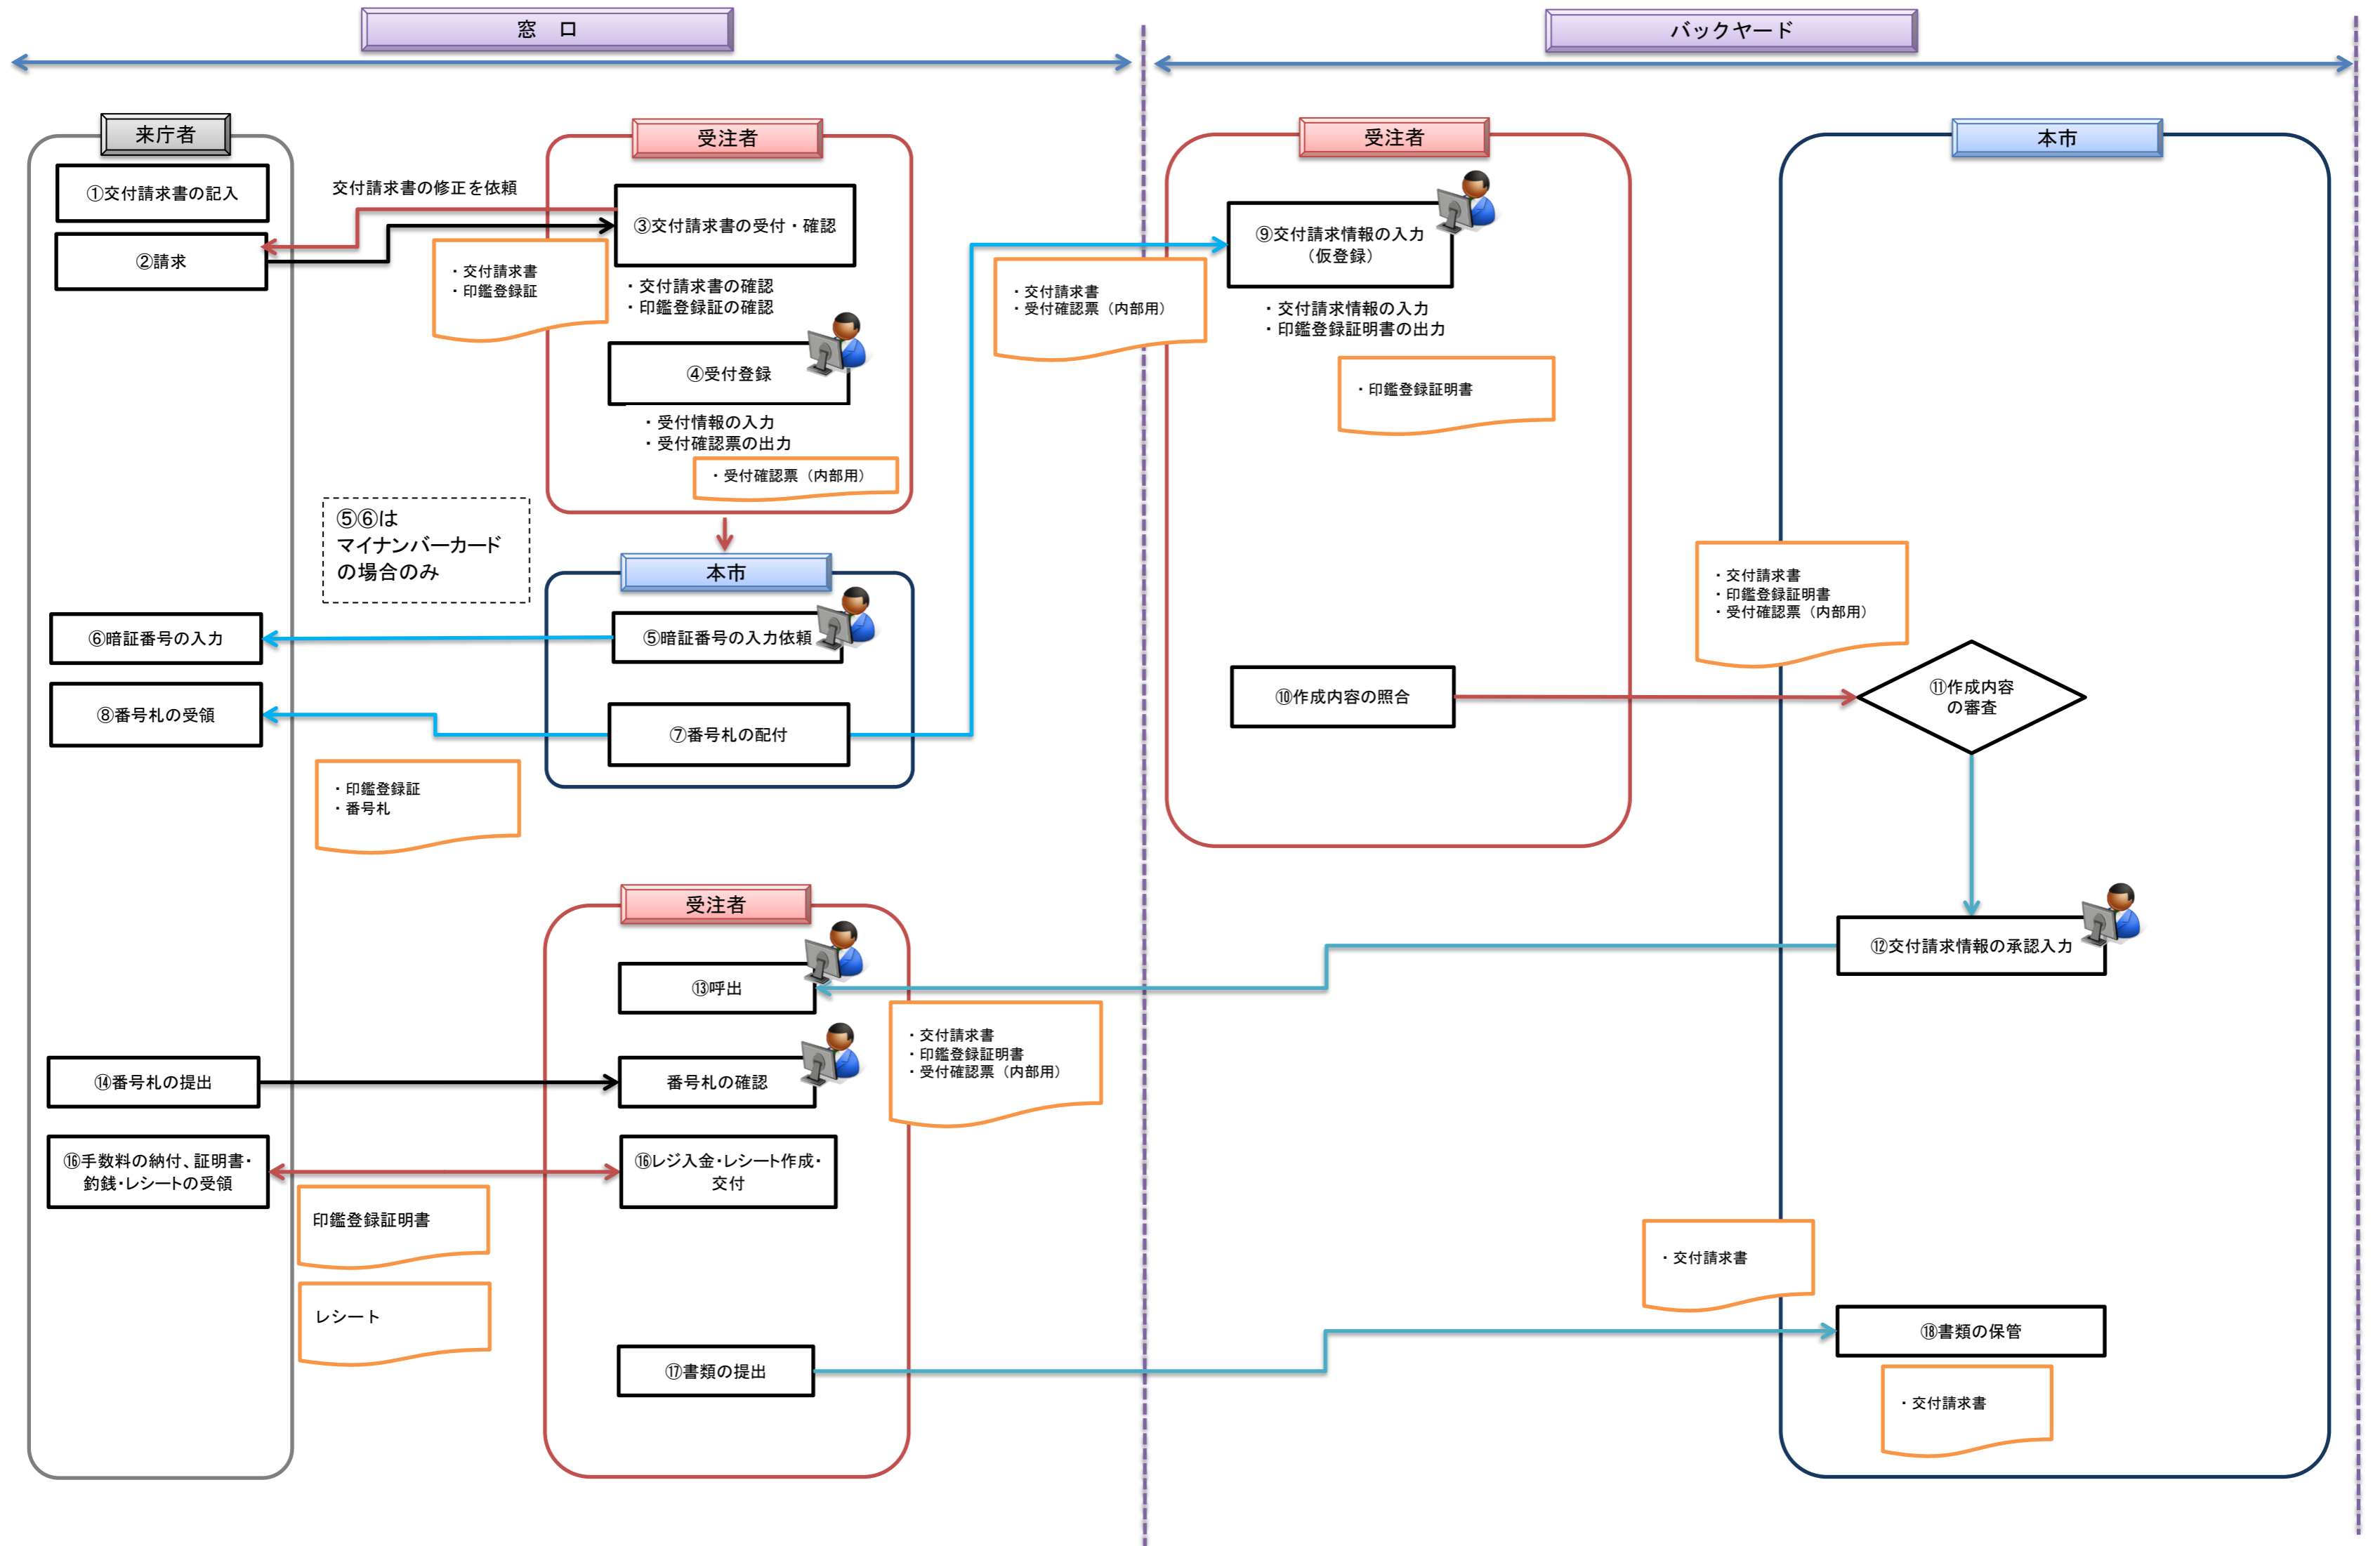 窓　口
バックヤード
来庁者
①交付請求書の記入
②請求
交付請求書の修正を依頼
・交付請求書
・印鑑登録証
受注者
③交付請求書の受付・確認
・交付請求書の確認
・印鑑登録証の確認
④受付登録
・受付情報の入力
・受付確認票の出力
・受付確認票（内部用）
⑤⑥は
マイナンバーカード
の場合のみ
本市
⑤暗証番号の入力依頼
⑥暗証番号の入力
⑦番号札の配付
⑧番号札の受領
・印鑑登録証
・番号札
・交付請求書
・受付確認票（内部用）
受注者
⑨交付請求情報の入力
（仮登録）
・交付請求情報の入力
・印鑑登録証明書の出力
・印鑑登録証明書
⑩作成内容の照合
本市
・交付請求書
・印鑑登録証明書
・受付確認票（内部用）
⑪作成内容
の審査
⑫交付請求情報の承認入力
受注者
⑬呼出
・交付請求書
・印鑑登録証明書
・受付確認票（内部用）
⑭番号札の提出
番号札の確認
⑯手数料の納付、証明書・
釣銭・レシートの受領
⑯レジ入金・レシート作成・
交付
印鑑登録証明書
レシート
⑰書類の提出
・交付請求書
⑱書類の保管
・交付請求書